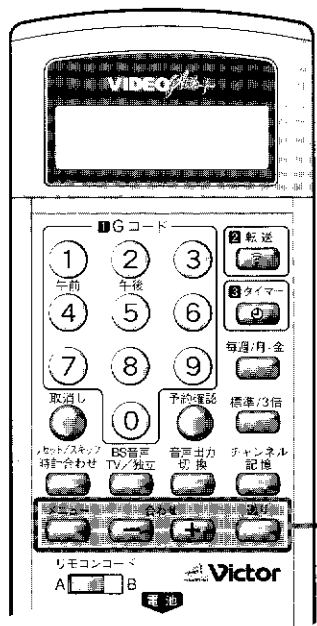 VIDEO Plus+
1 Gコード
2 転送
1 2 3
午前 午後
3 タイマー
4 5 6
毎週/月-金
7 8 9
取消し 0 予約確認 標準/3倍
リセット/スキップ BS音声 音声出力 チャンネル
時計合わせ TV/独立 切換 記憶
メニュー 合わせ 送り
− +
リモコンコード
A B
Victor
電池